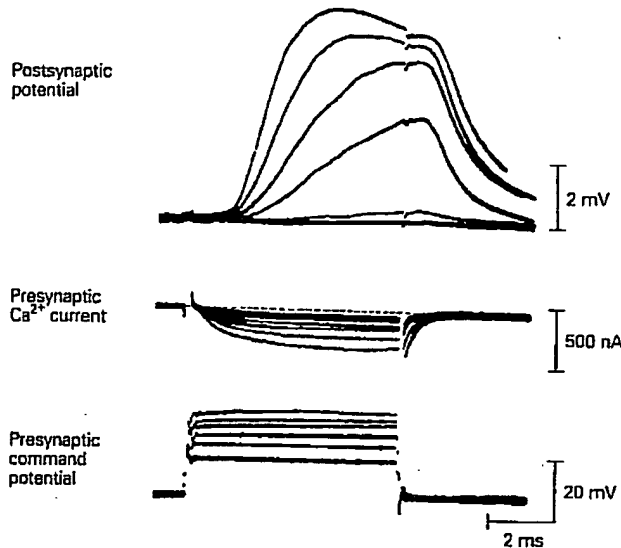 Postsynaptic
potential
2 mV
Presynaptic
Ca²⁺ current
500 nA
Presynaptic
command
potential
20 mV
2 ms